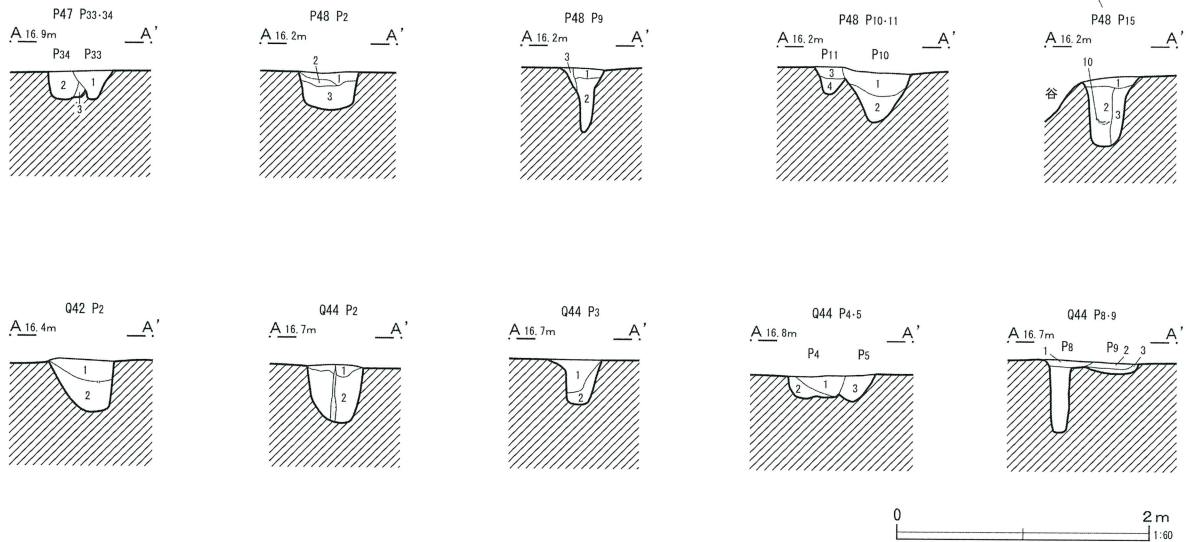 P47 P33・34
A 16.9m A'
P34 P33
2 1
3
P48 P2
A 16.2m A'
2
1
3
P48 P9
A 16.2m A'
3
1
2
P48 P10・11
A 16.2m A'
P11 P10
3
4
1
2
P48 P15
A 16.2m A'
10
谷
1
2
3
Q42 P2
A 16.4m A'
1
2
Q44 P2
A 16.7m A'
1
2
Q44 P3
A 16.7m A'
1
2
Q44 P4・5
A 16.8m A'
P4 P5
2 1 3
Q44 P8・9
A 16.7m A'
1 P8 P9 2 3
0 2m
1:60